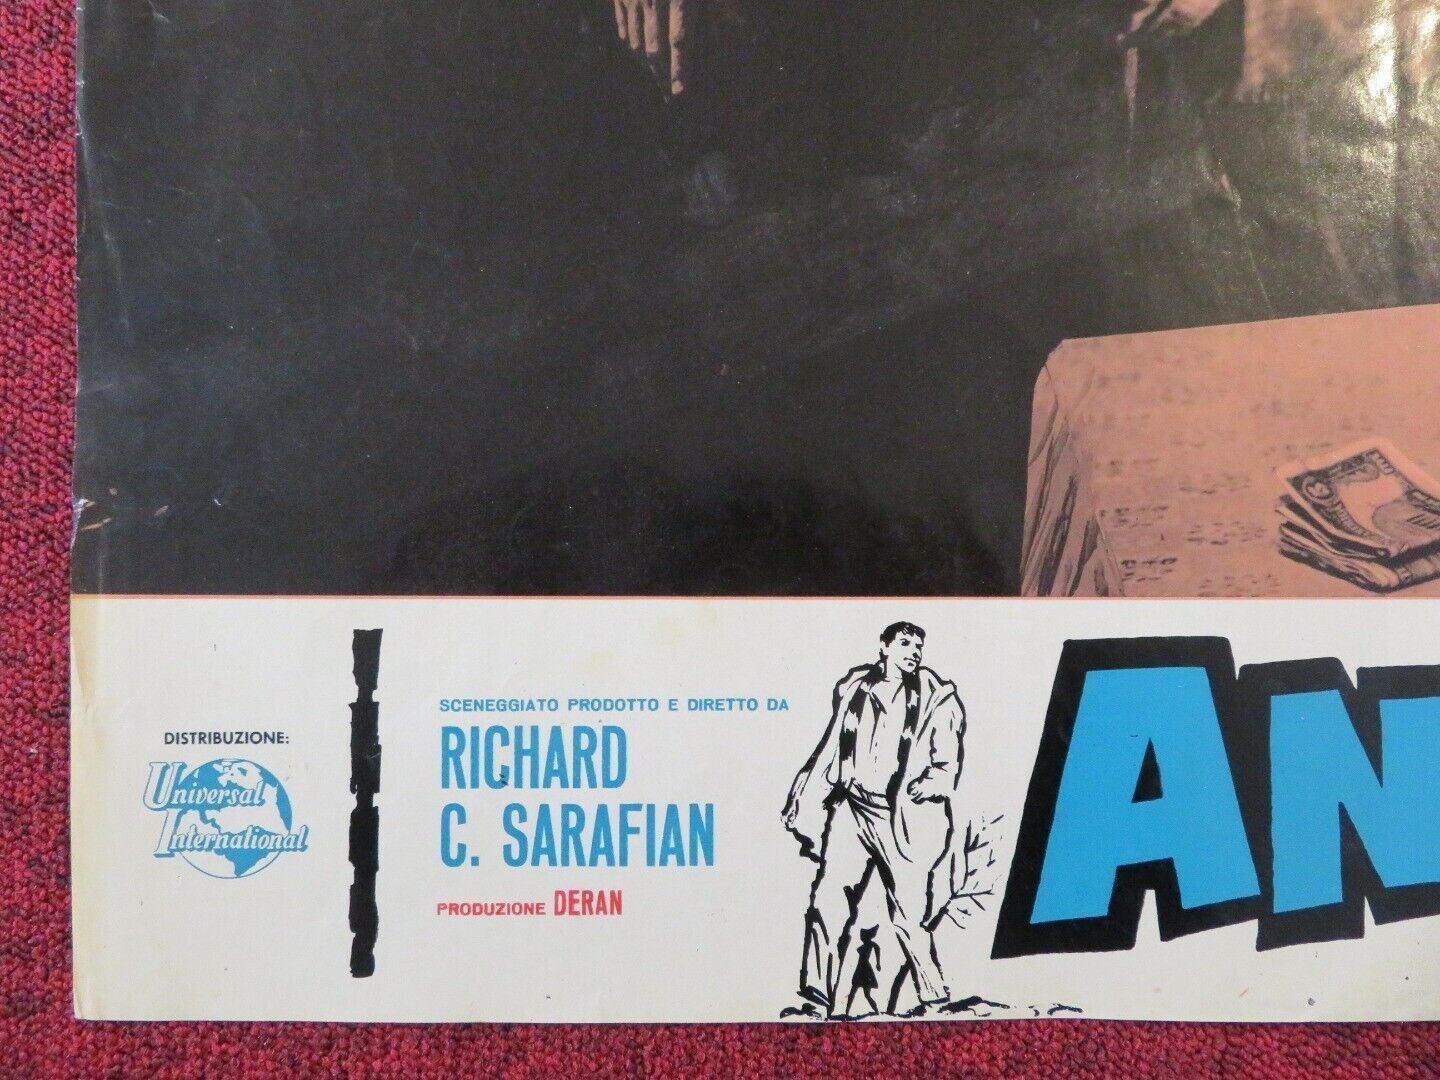 DISTRIBUZIONE:
Universal
International
SCENEGGIATO PRODOTTO E DIRETTO DA
RICHARD
C. SARAFIAN
PRODUZIONE DERAN
AN